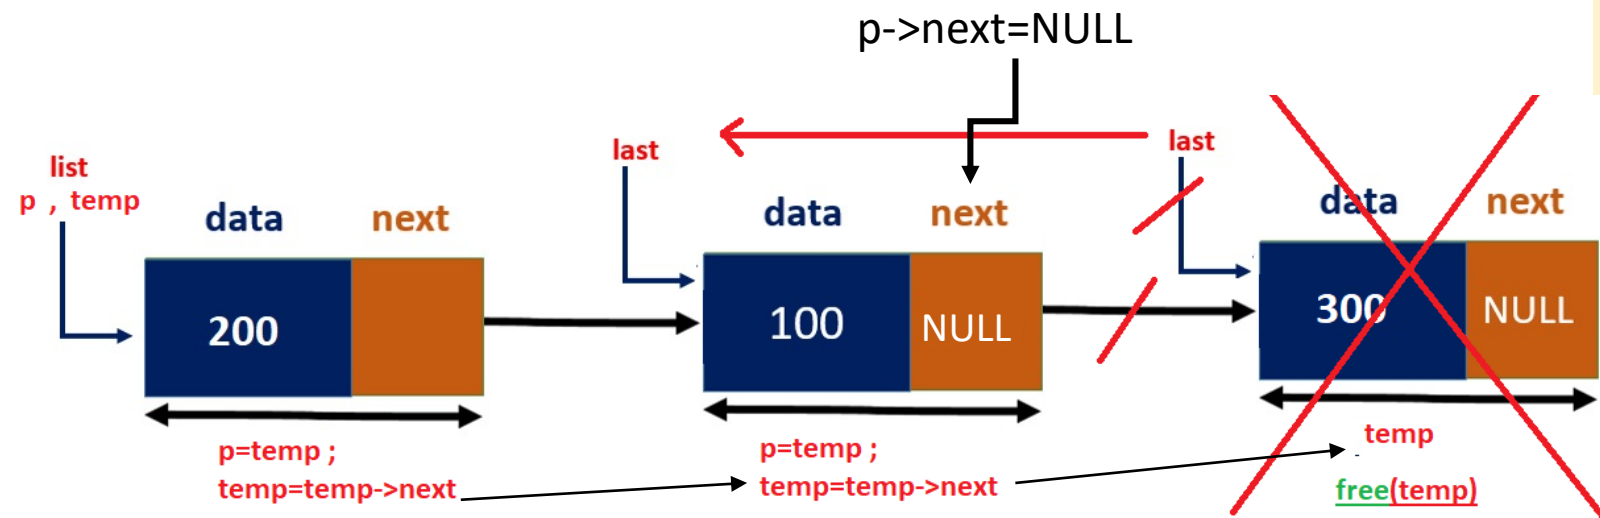 p->next=NULL
list
p , temp
last
last
data next
data next
data next
200
100 NULL
300 NULL
p=temp ;
temp=temp->next
p=temp ;
temp=temp->next
temp
free(temp)